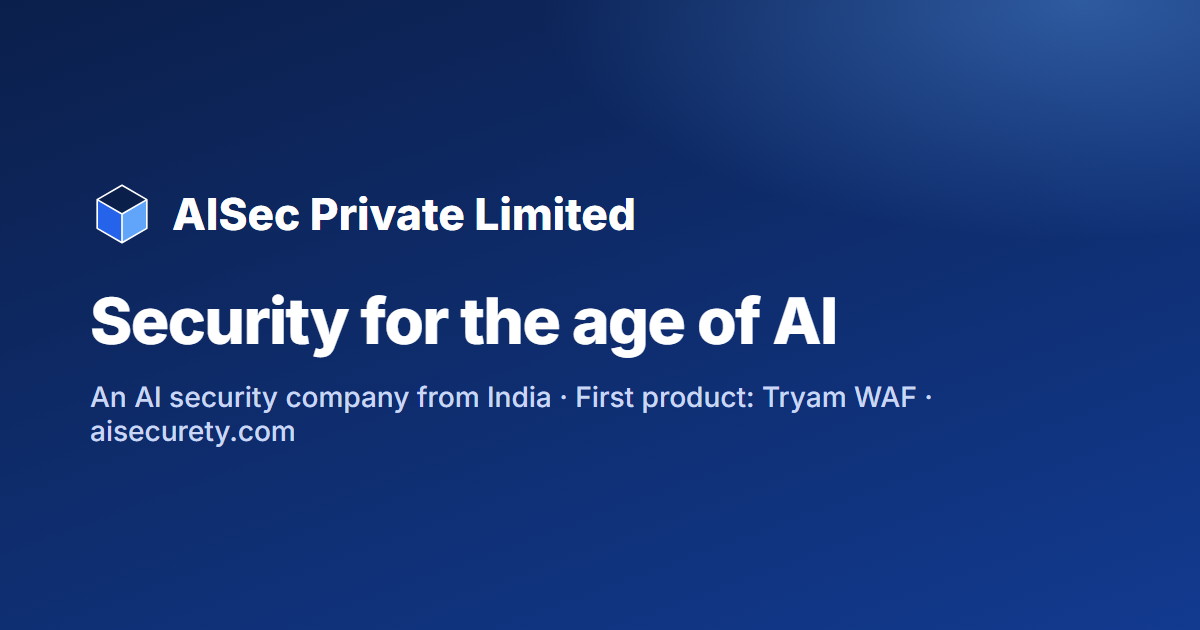 AISec Private Limited
Security for the age of AI
An AI security company from India · First product: Tryam WAF ·
aisecurety.com